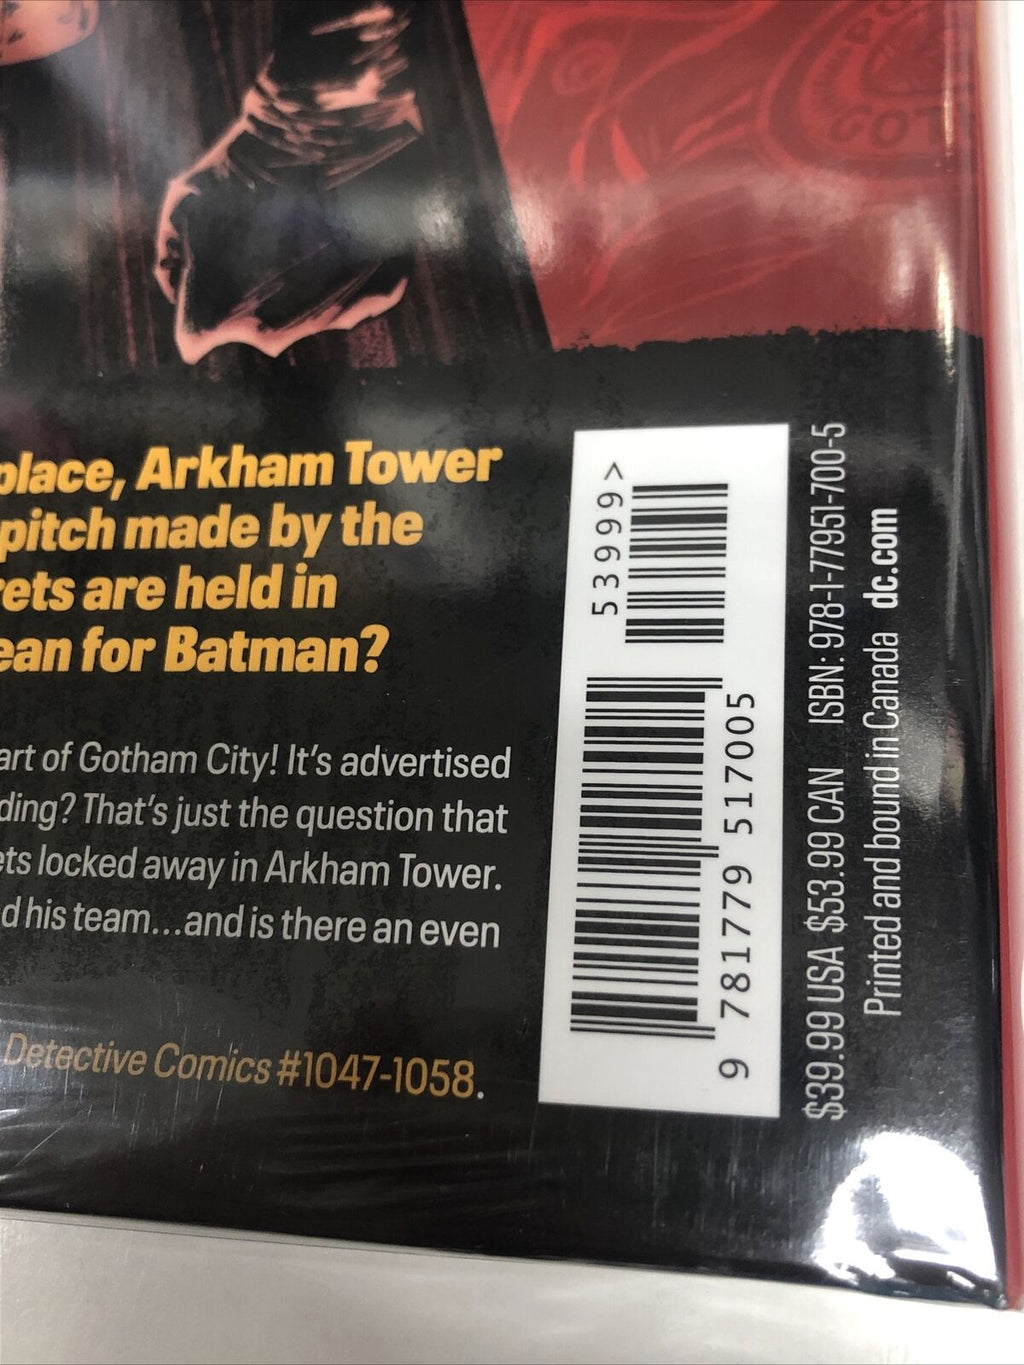 GOT
place, Arkham Tower
pitch made by the
rets are held in
ean for Batman?
art of Gotham City! It's advertised
ding? That's just the question that
ets locked away in Arkham Tower.
d his team...and is there an even
Detective Comics #1047-1058.
53999>
9 781779 517005
$39.99 USA $53.99 CAN ISBN: 978-1-77951-700-5
Printed and bound in Canada dc.com